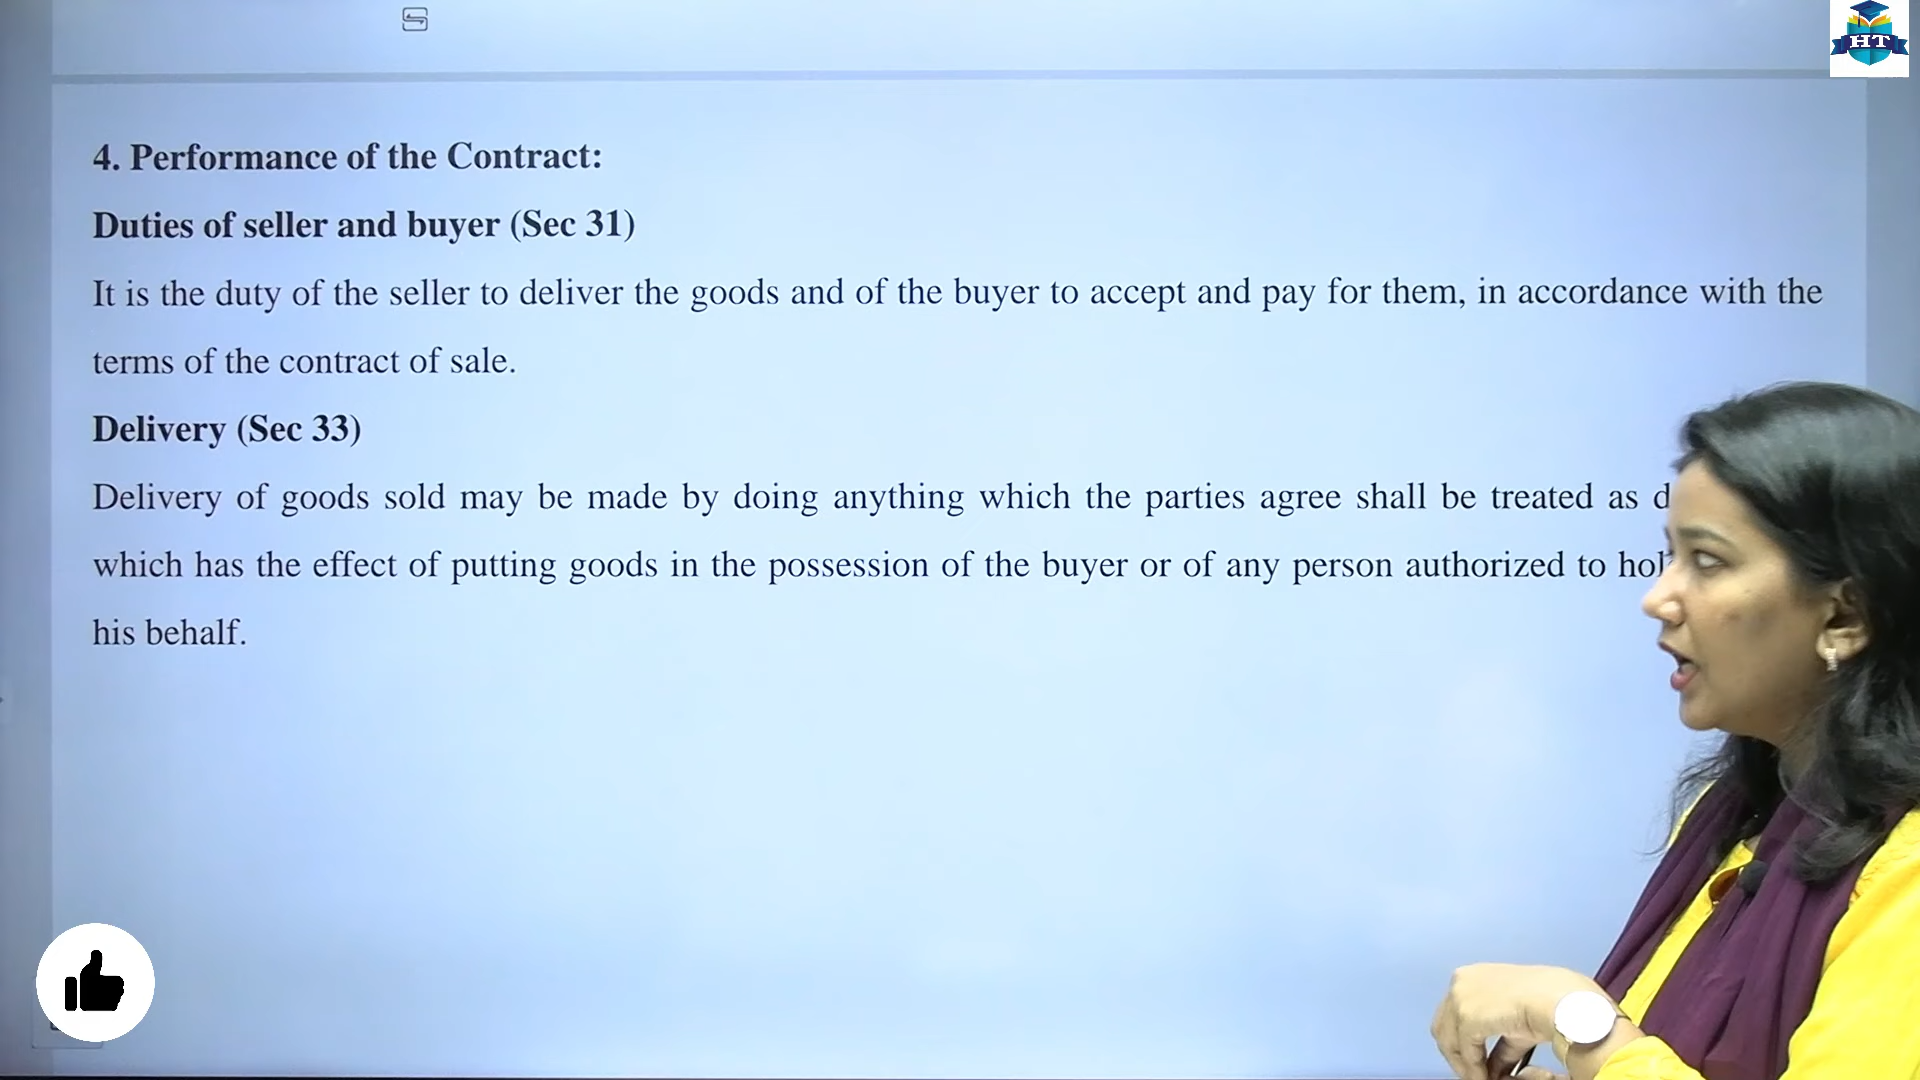 HT
4. Performance of the Contract:
Duties of seller and buyer (Sec 31)
It is the duty of the seller to deliver the goods and of the buyer to accept and pay for them, in accordance with the
terms of the contract of sale.
Delivery (Sec 33)
Delivery of goods sold may be made by doing anything which the parties agree shall be treated as
which has the effect of putting goods in the possession of the buyer or of any person authorized to
his behalf.